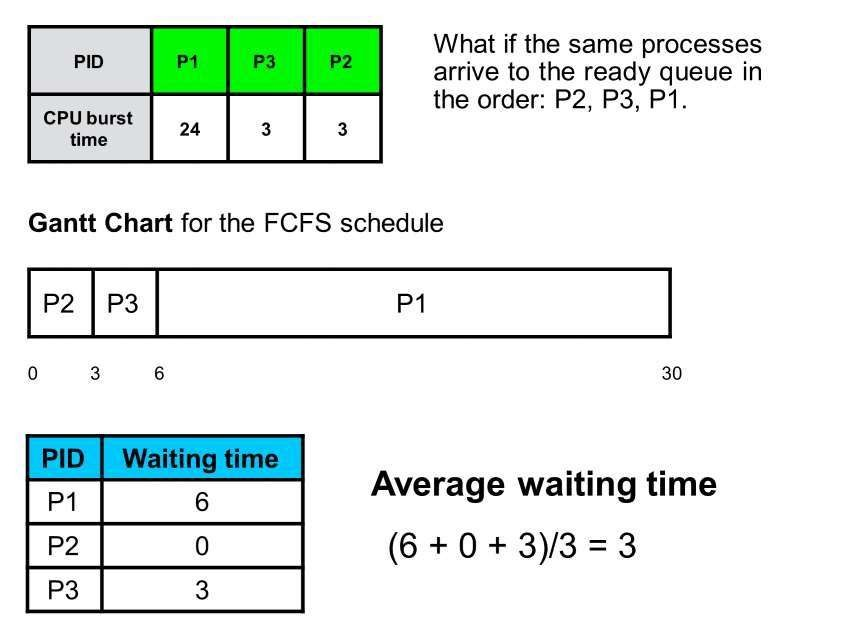 PID P1 P3 P2
CPU burst
time 24 3 3
What if the same processes
arrive to the ready queue in
the order: P2, P3, P1.
Gantt Chart for the FCFS schedule
P2 P3 P1
0 3 6 30
PID Waiting time
P1 6
P2 0
P3 3
Average waiting time
(6 + 0 + 3)/3 = 3